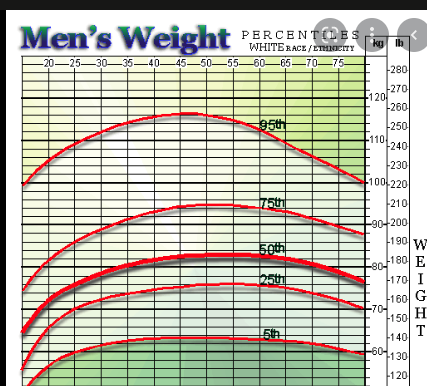 Men's Weight PERCENTILES
WHITE RACE / ETHNICITY
kg lb
20 25 30 35 40 45 50 55 60 65 70 75
280
270
120
260
250
95th
110
240
230
100
220
75th
210
90
200
190
50th
80
180
25th
170
70
160
150
5th
140
60
130
120
WEIGHT